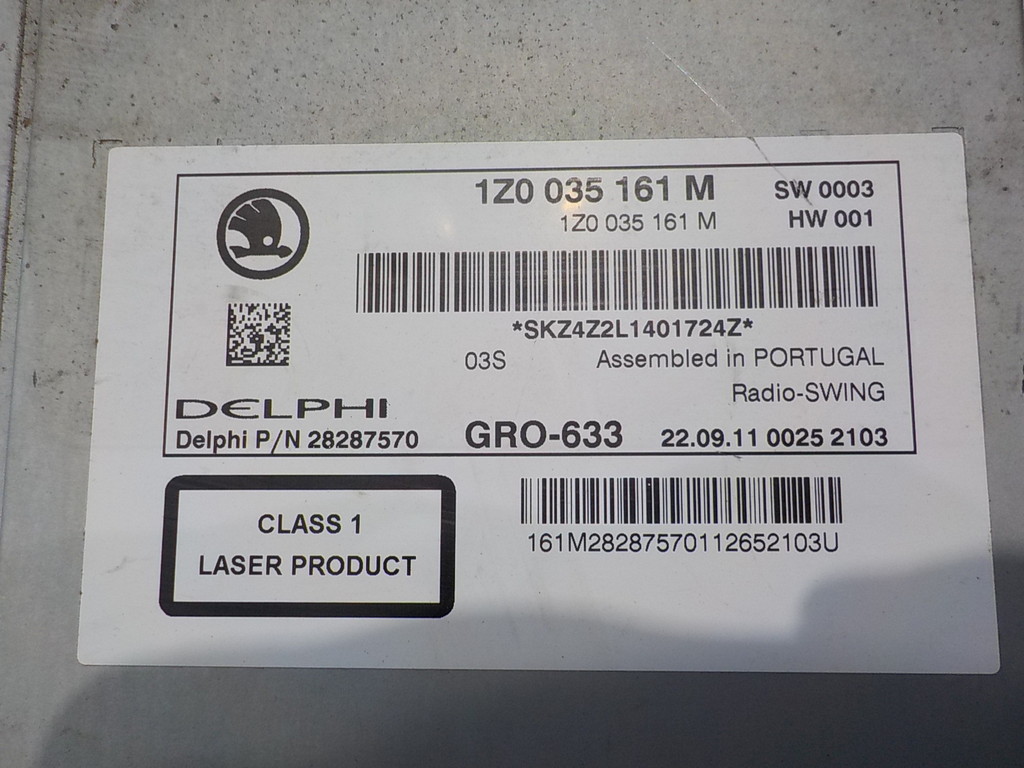 1Z0 035 161 M SW 0003
1Z0 035 161 M HW 001
*SKZ4Z2L1401724Z*
03S Assembled in PORTUGAL
Radio-SWING
DELPHI
Delphi P/N 28287570 GRO-633 22.09.11 0025 2103
CLASS 1
LASER PRODUCT
161M28287570112652103U